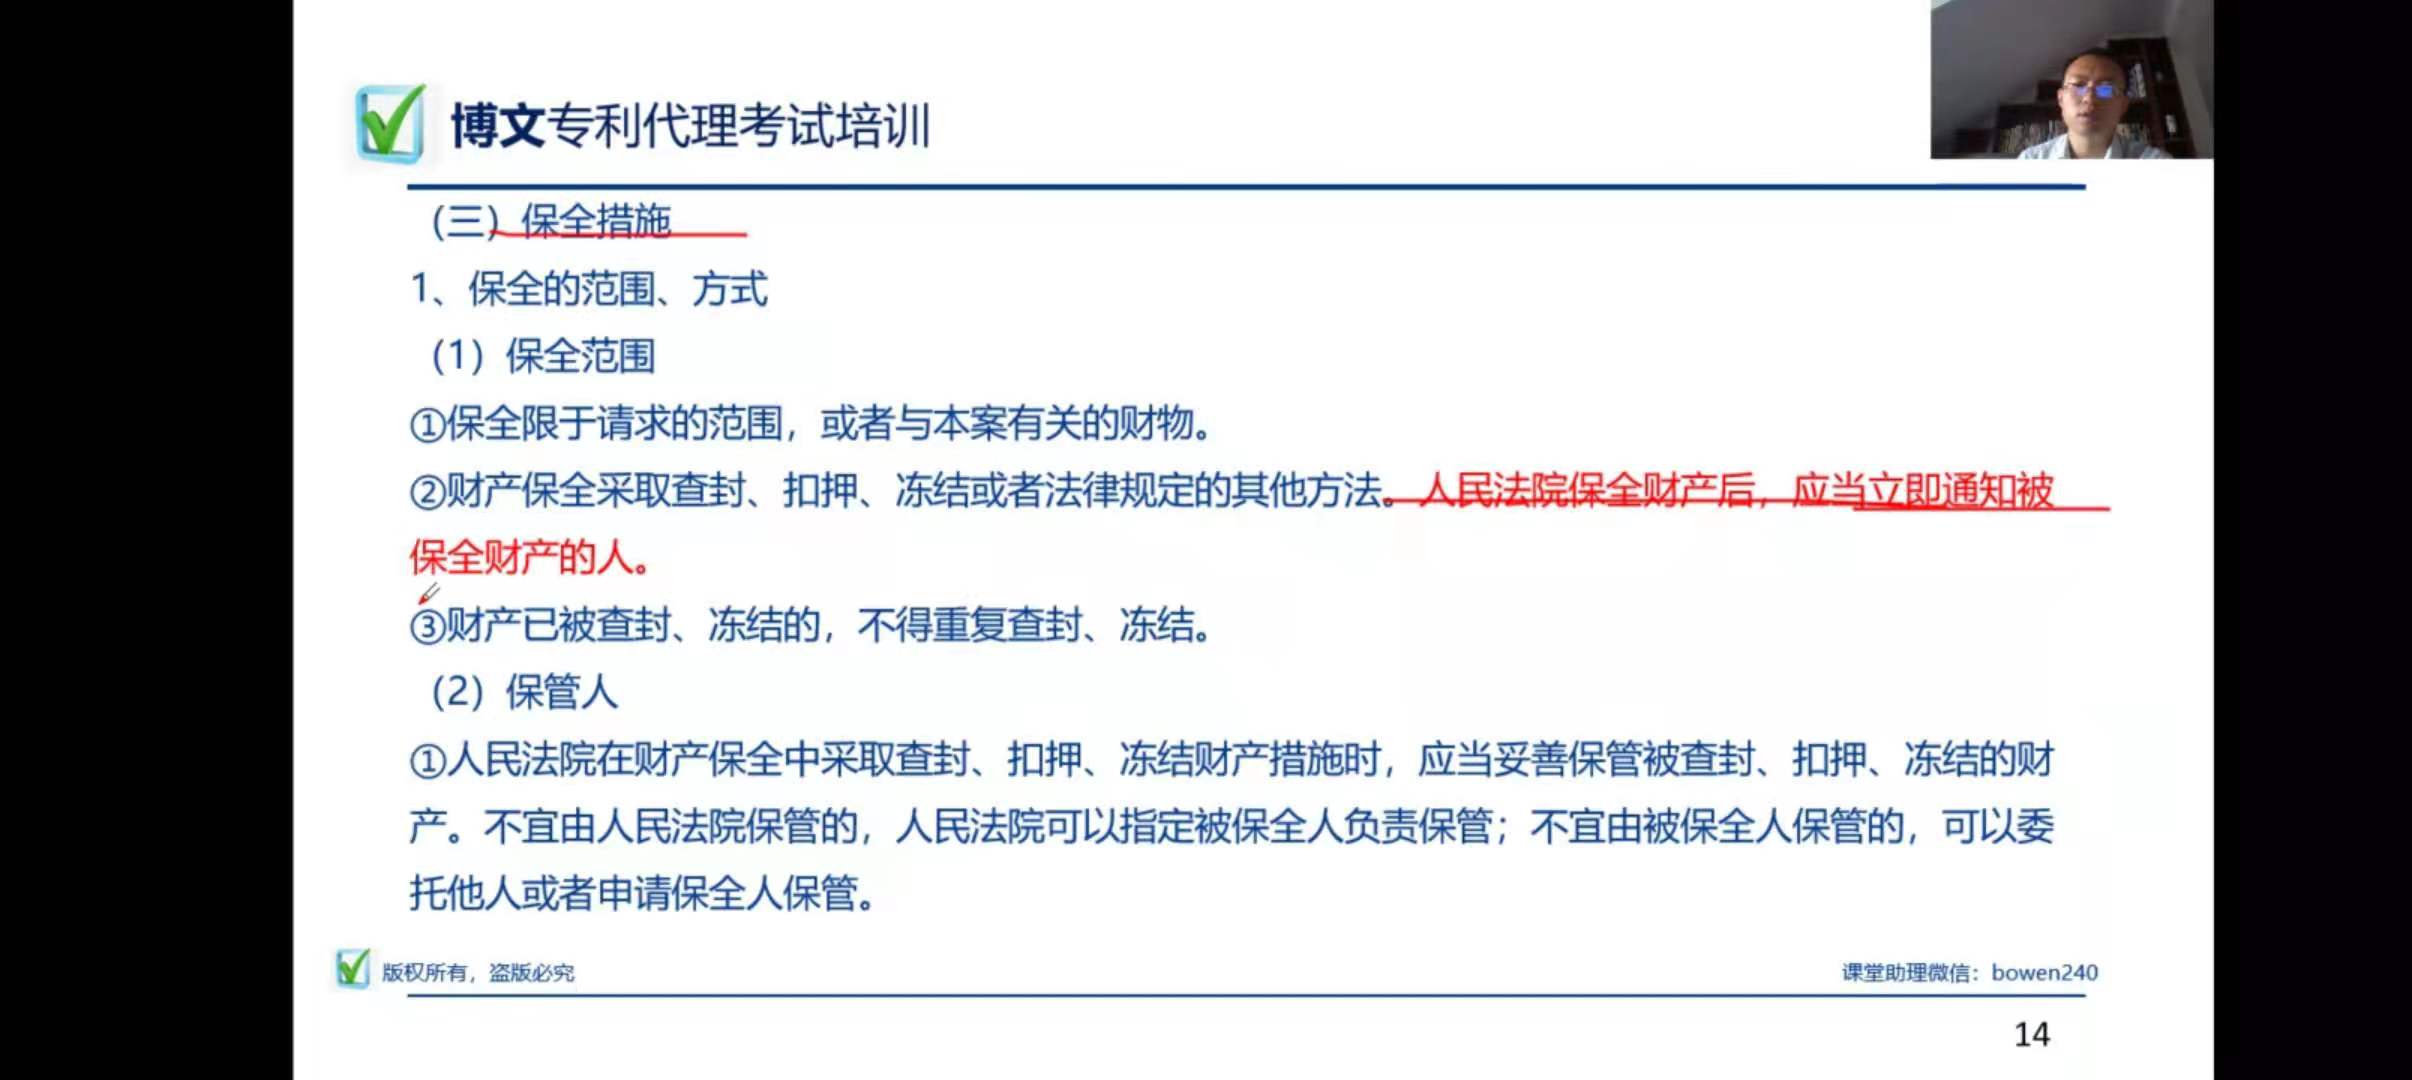 博文专利代理考试培训
（三）保全措施
1、保全的范围、方式
（1）保全范围
①保全限于请求的范围，或者与本案有关的财物。
②财产保全采取查封、扣押、冻结或者法律规定的其他方法。人民法院保全财产后，应当立即通知被
保全财产的人。
③财产已被查封、冻结的，不得重复查封、冻结。
（2）保管人
①人民法院在财产保全中采取查封、扣押、冻结财产措施时，应当妥善保管被查封、扣押、冻结的财
产。不宜由人民法院保管的，人民法院可以指定被保全人负责保管；不宜由被保全人保管的，可以委
托他人或者申请保全人保管。
版权所有，盗版必究
课堂助理微信：bowen240
14